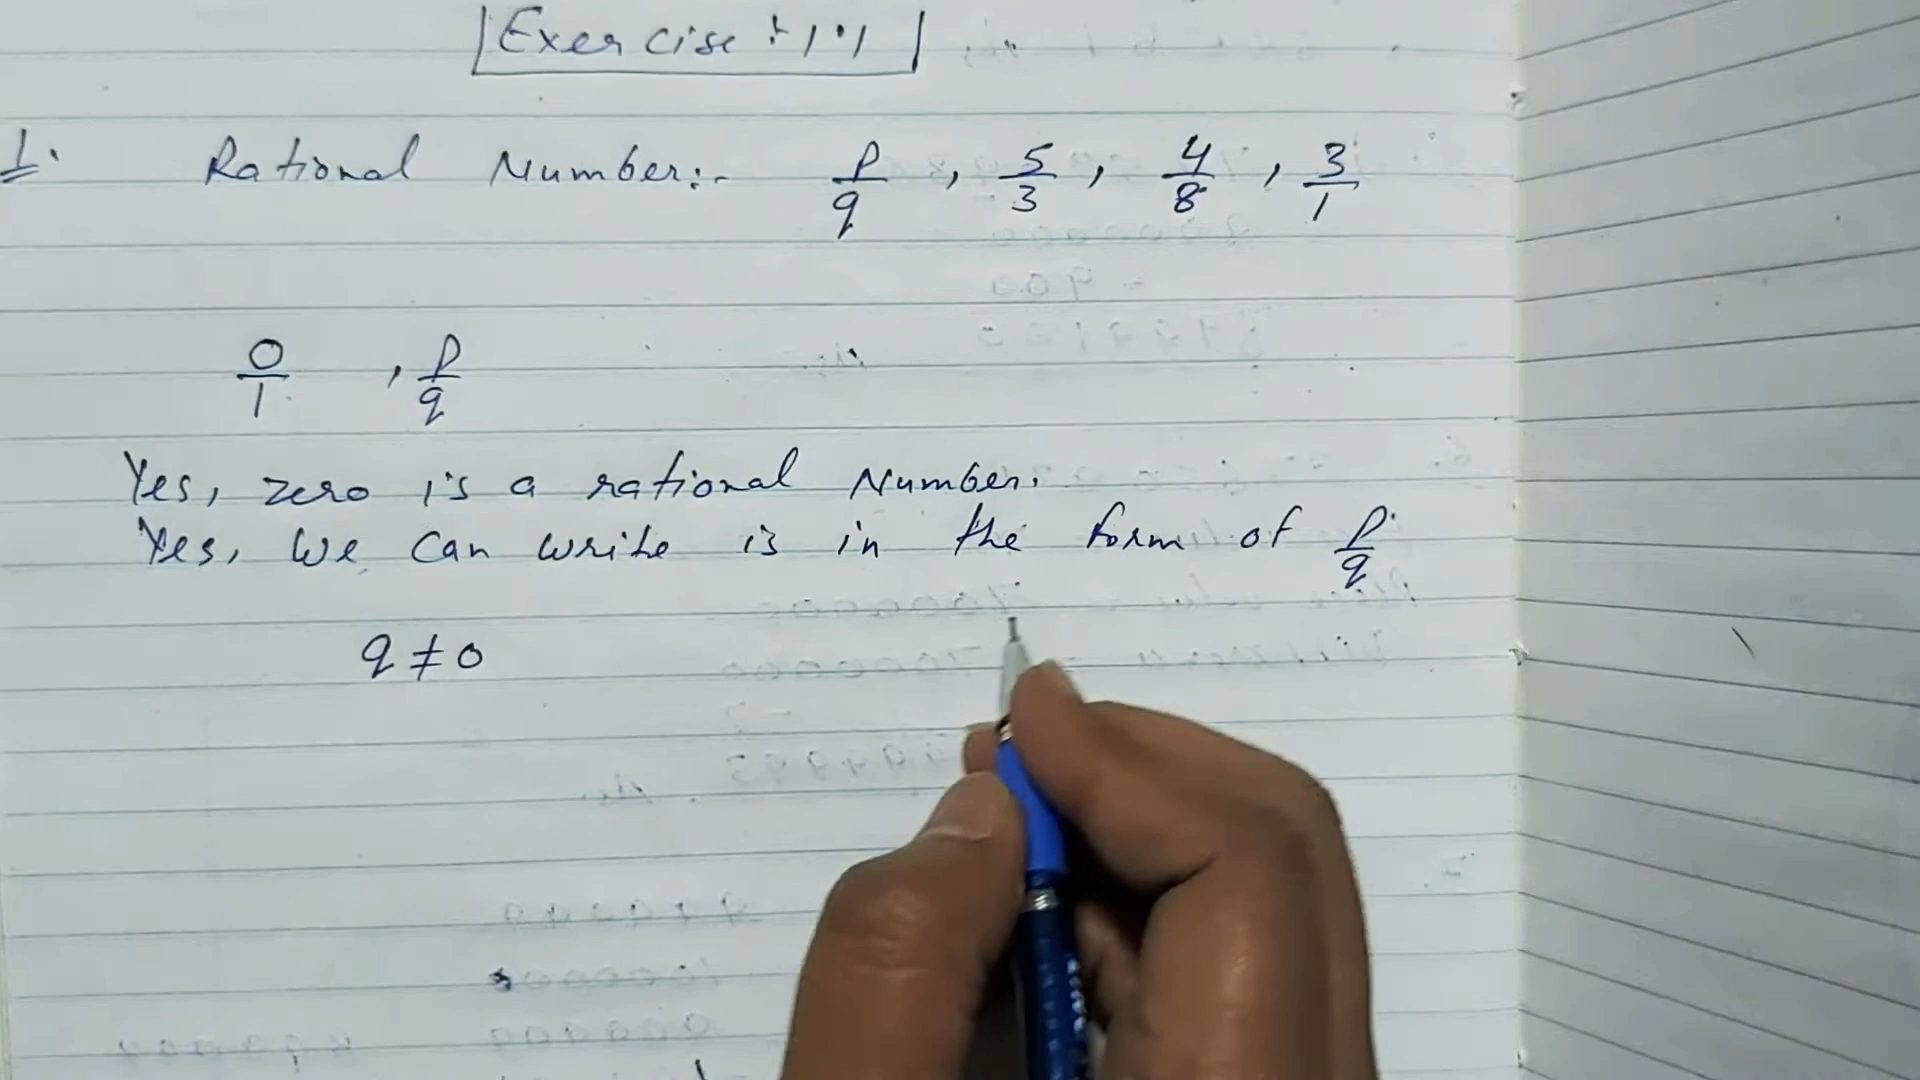 Exercise : 1.1
1. Rational Number:- p/q , 5/3 , 4/8 , 3/1
0/1 , p/q
Yes, zero is a rational Number.
Yes, We Can write is in the form of p/q
q ≠ 0